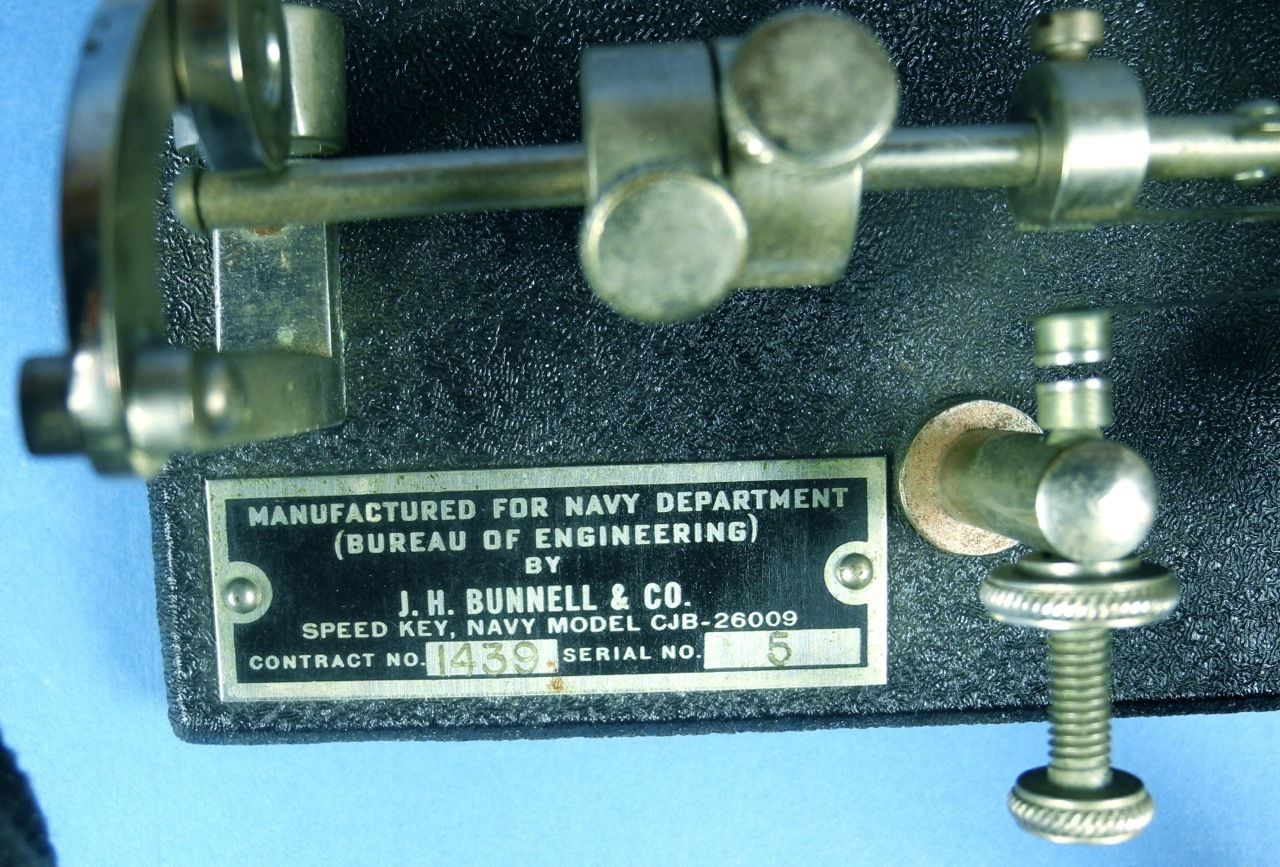 MANUFACTURED FOR NAVY DEPARTMENT
(BUREAU OF ENGINEERING)
BY
J. H. BUNNELL & CO.
SPEED KEY, NAVY MODEL CJB-26009
CONTRACT NO. 1439. SERIAL NO. 5